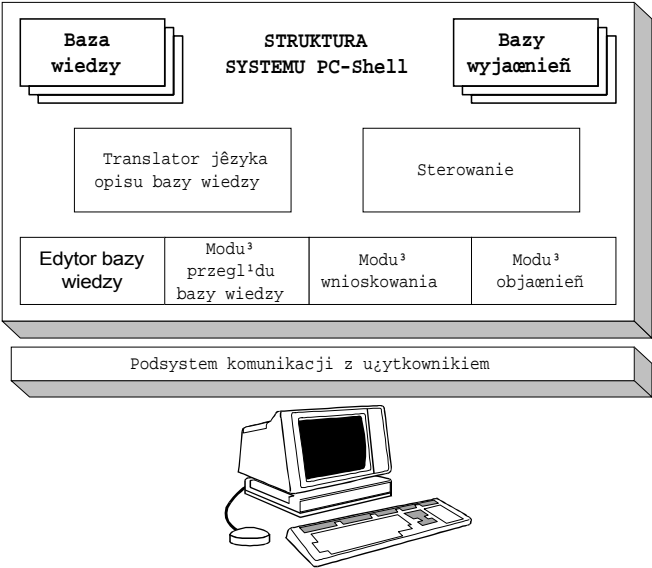 Baza
wiedzy
STRUKTURA
SYSTEMU PC-Shell
Bazy
wyjaœnieñ
Translator jêzyka
opisu bazy wiedzy
Sterowanie
Edytor bazy
wiedzy
Modu³
przegl¹du
bazy wiedzy
Modu³
wnioskowania
Modu³
objaœnieñ
Podsystem komunikacji z u¿ytkownikiem